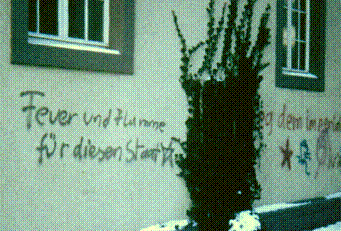 Feuer und Flamme
für diesen Staat
dem